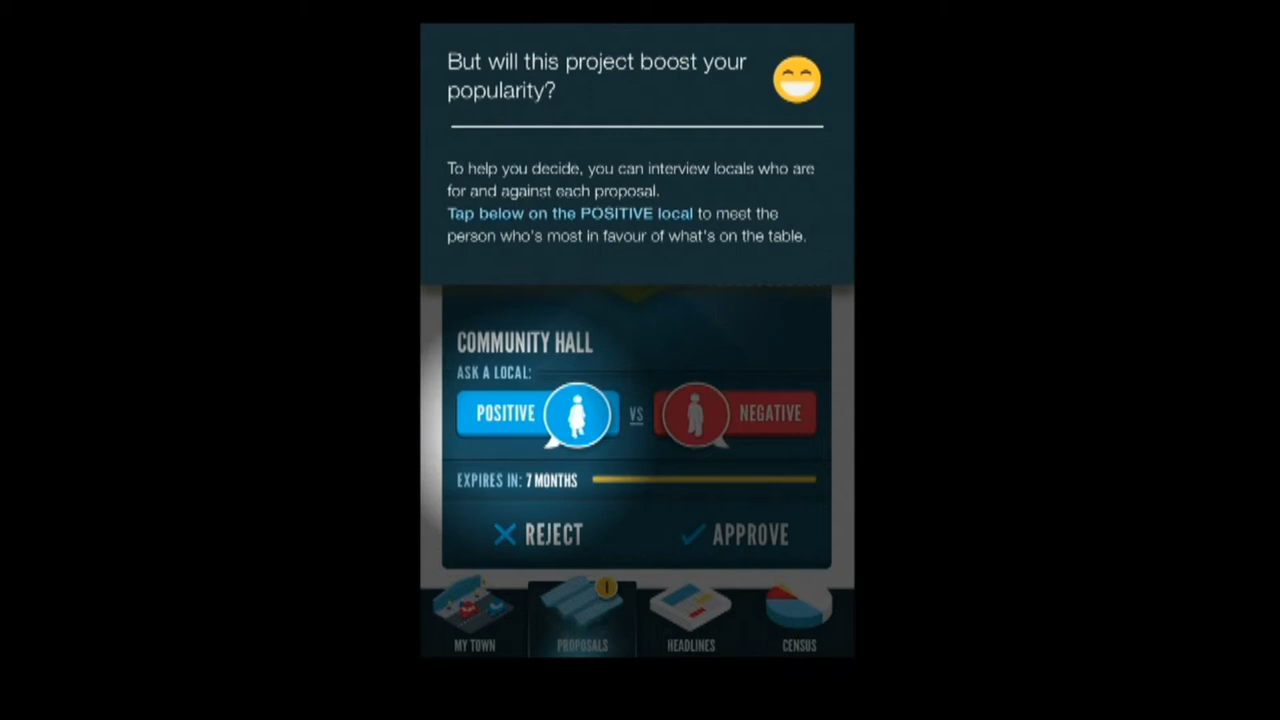 But will this project boost your
popularity?
To help you decide, you can interview locals who are
for and against each proposal.
Tap below on the POSITIVE local to meet the
person who's most in favour of what's on the table.
COMMUNITY HALL
ASK A LOCAL:
POSITIVE VS NEGATIVE
EXPIRES IN: 7 MONTHS
REJECT APPROVE
MY TOWN PROPOSALS HEADLINES CENSUS